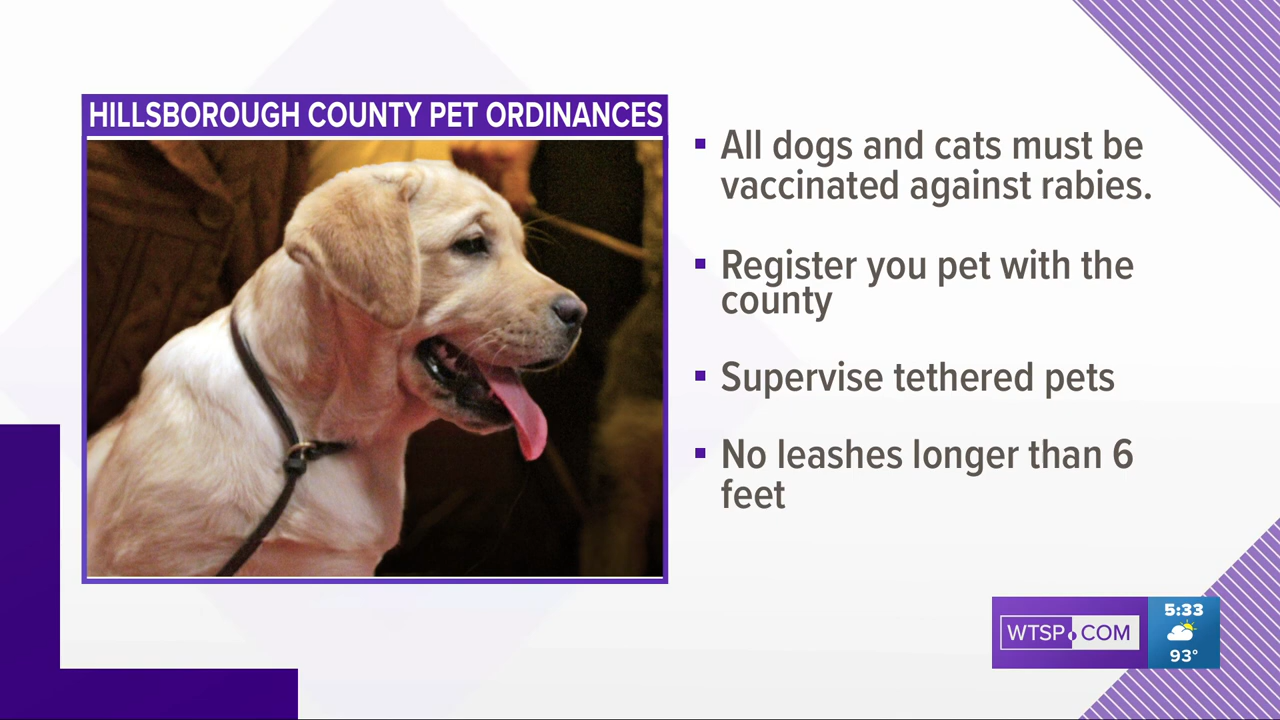 HILLSBOROUGH COUNTY PET ORDINANCES
All dogs and cats must be
vaccinated against rabies.
Register you pet with the
county
Supervise tethered pets
No leashes longer than 6
feet
WTSP.COM
5:33
93°